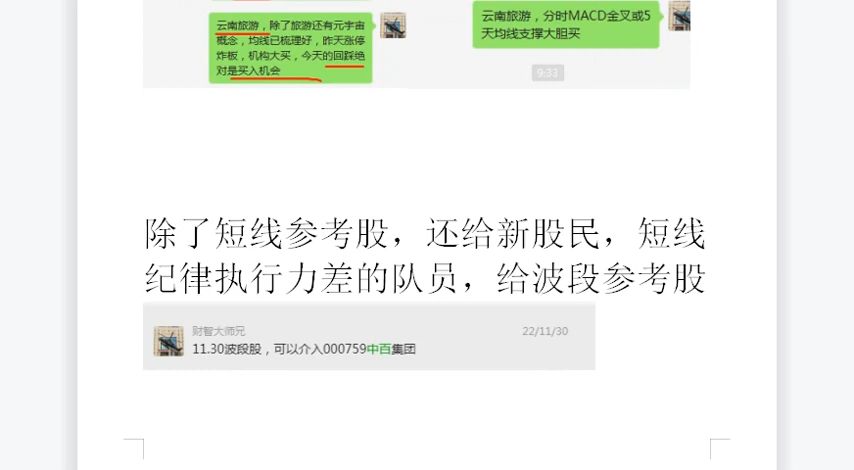 云南旅游，除了旅游还有元宇宙
概念，均线已梳理好，昨天涨停
炸板，机构大买，今天的回踩绝
对是买入机会
云南旅游，分时MACD金叉或5
天均线支撑大胆买
9:33
除了短线参考股，还给新股民，短线
纪律执行力差的队员，给波段参考股
财智大师兄
22/11/30
11.30波段股，可以介入000759中百集团